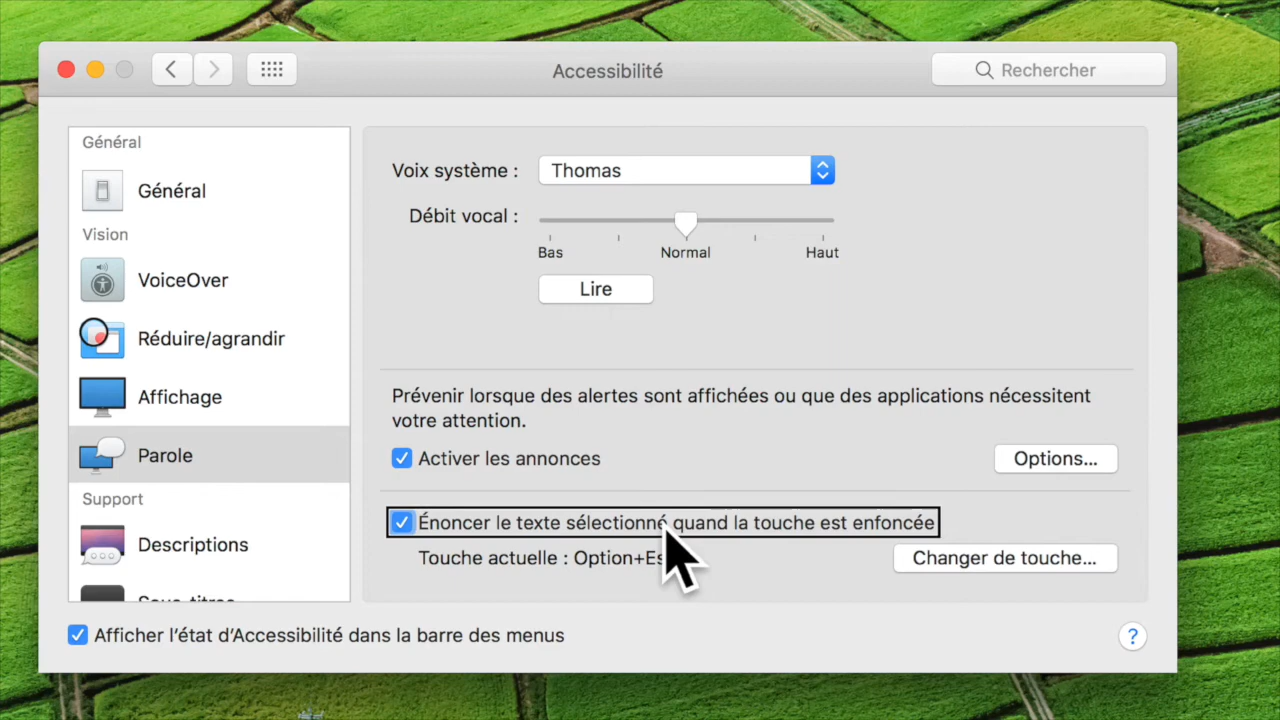 Accessibilité
Rechercher
Général
Général
Vision
VoiceOver
Réduire/agrandir
Affichage
Parole
Support
Descriptions
Voix système :
Thomas
Débit vocal :
Bas
Normal
Haut
Lire
Prévenir lorsque des alertes sont affichées ou que des applications nécessitent
votre attention.
Activer les annonces
Options...
Énoncer le texte sélectionné quand la touche est enfoncée
Touche actuelle :
Changer de touche...
Afficher l’état d’Accessibilité dans la barre des menus
?